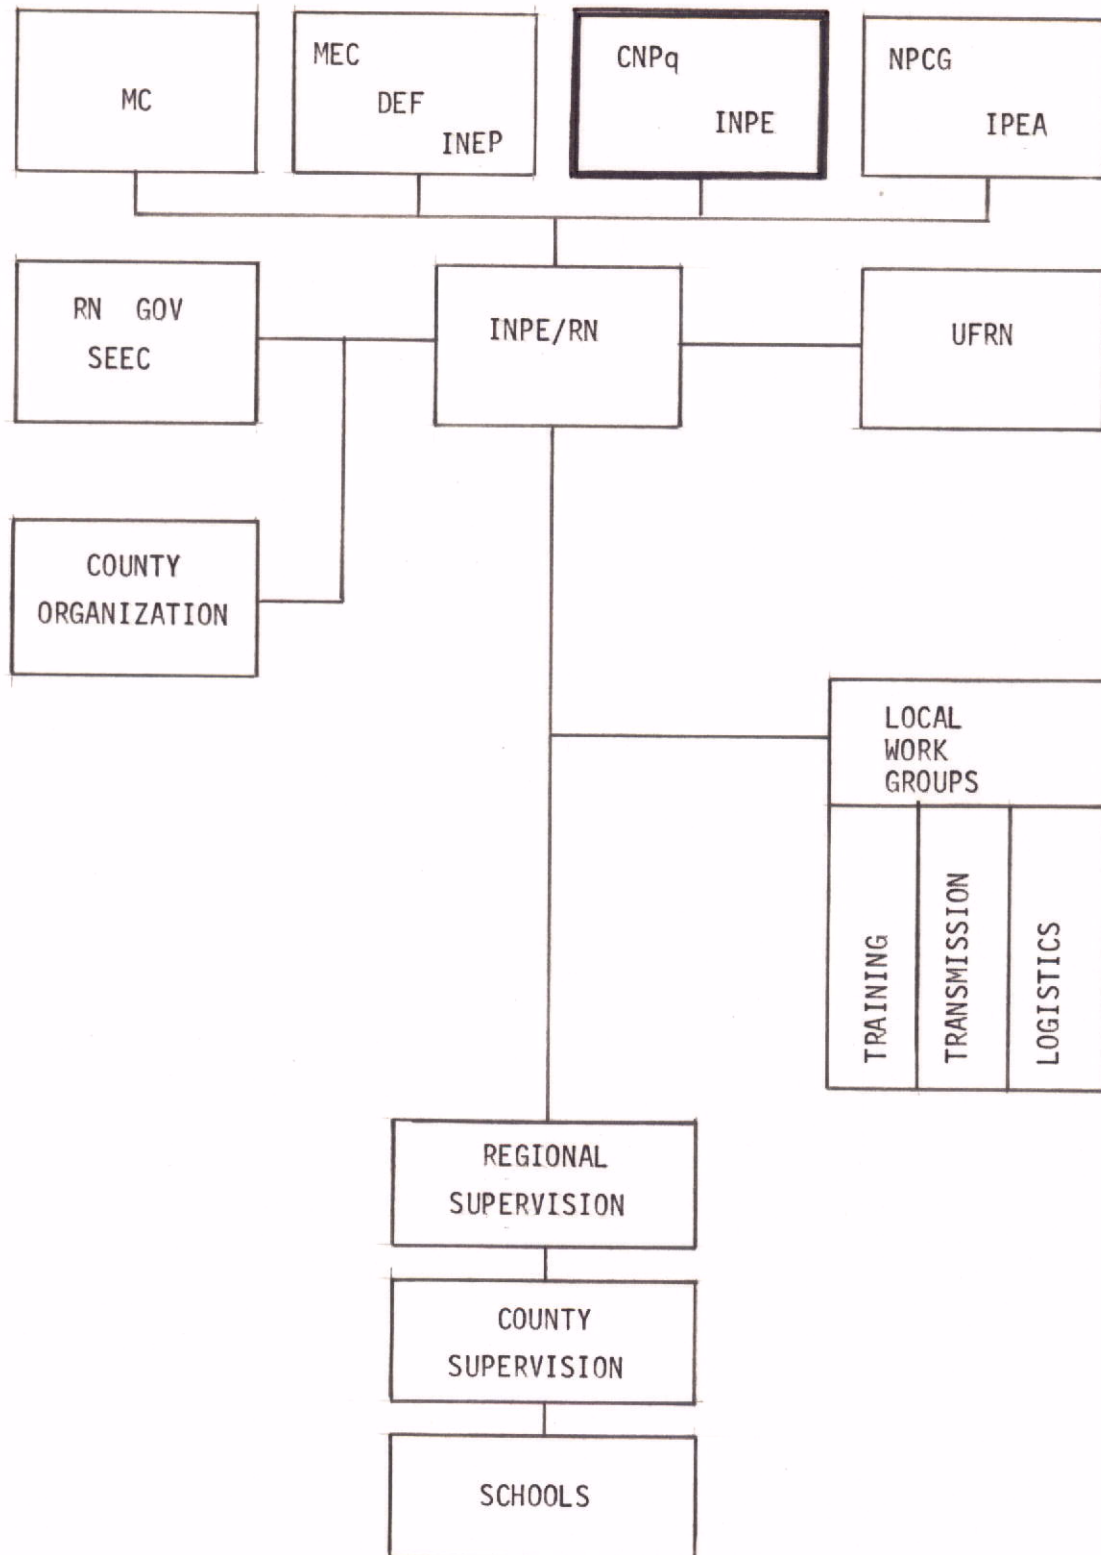 MC
MEC
DEF
INEP
CNPq
INPE
NPCG
IPEA
RN GOV
SEEC
INPE/RN
UFRN
COUNTY
ORGANIZATION
LOCAL
WORK
GROUPS
TRAINING
TRANSMISSION
LOGISTICS
REGIONAL
SUPERVISION
COUNTY
SUPERVISION
SCHOOLS